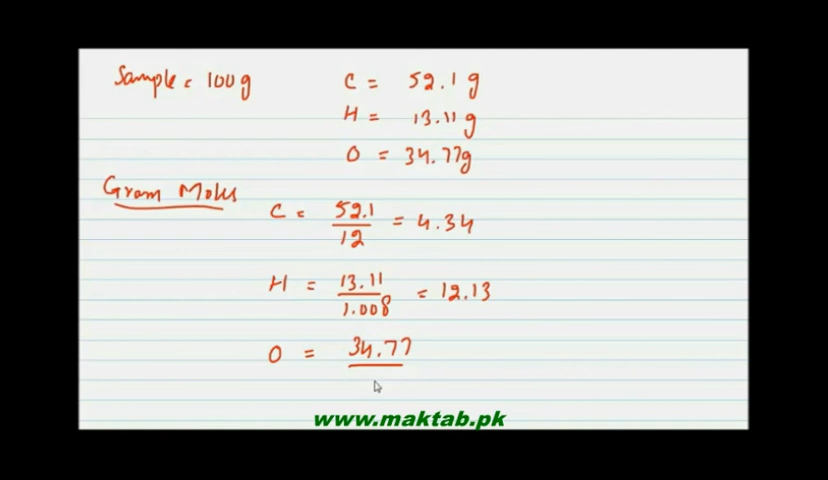 Sample = 100g
C = 52.1 g
H = 13.11g
O = 34.77g
Gram Moles
C = 52.1 / 12 = 4.34
H = 13.11 / 1.008 = 12.13
O = 34.77
www.maktab.pk